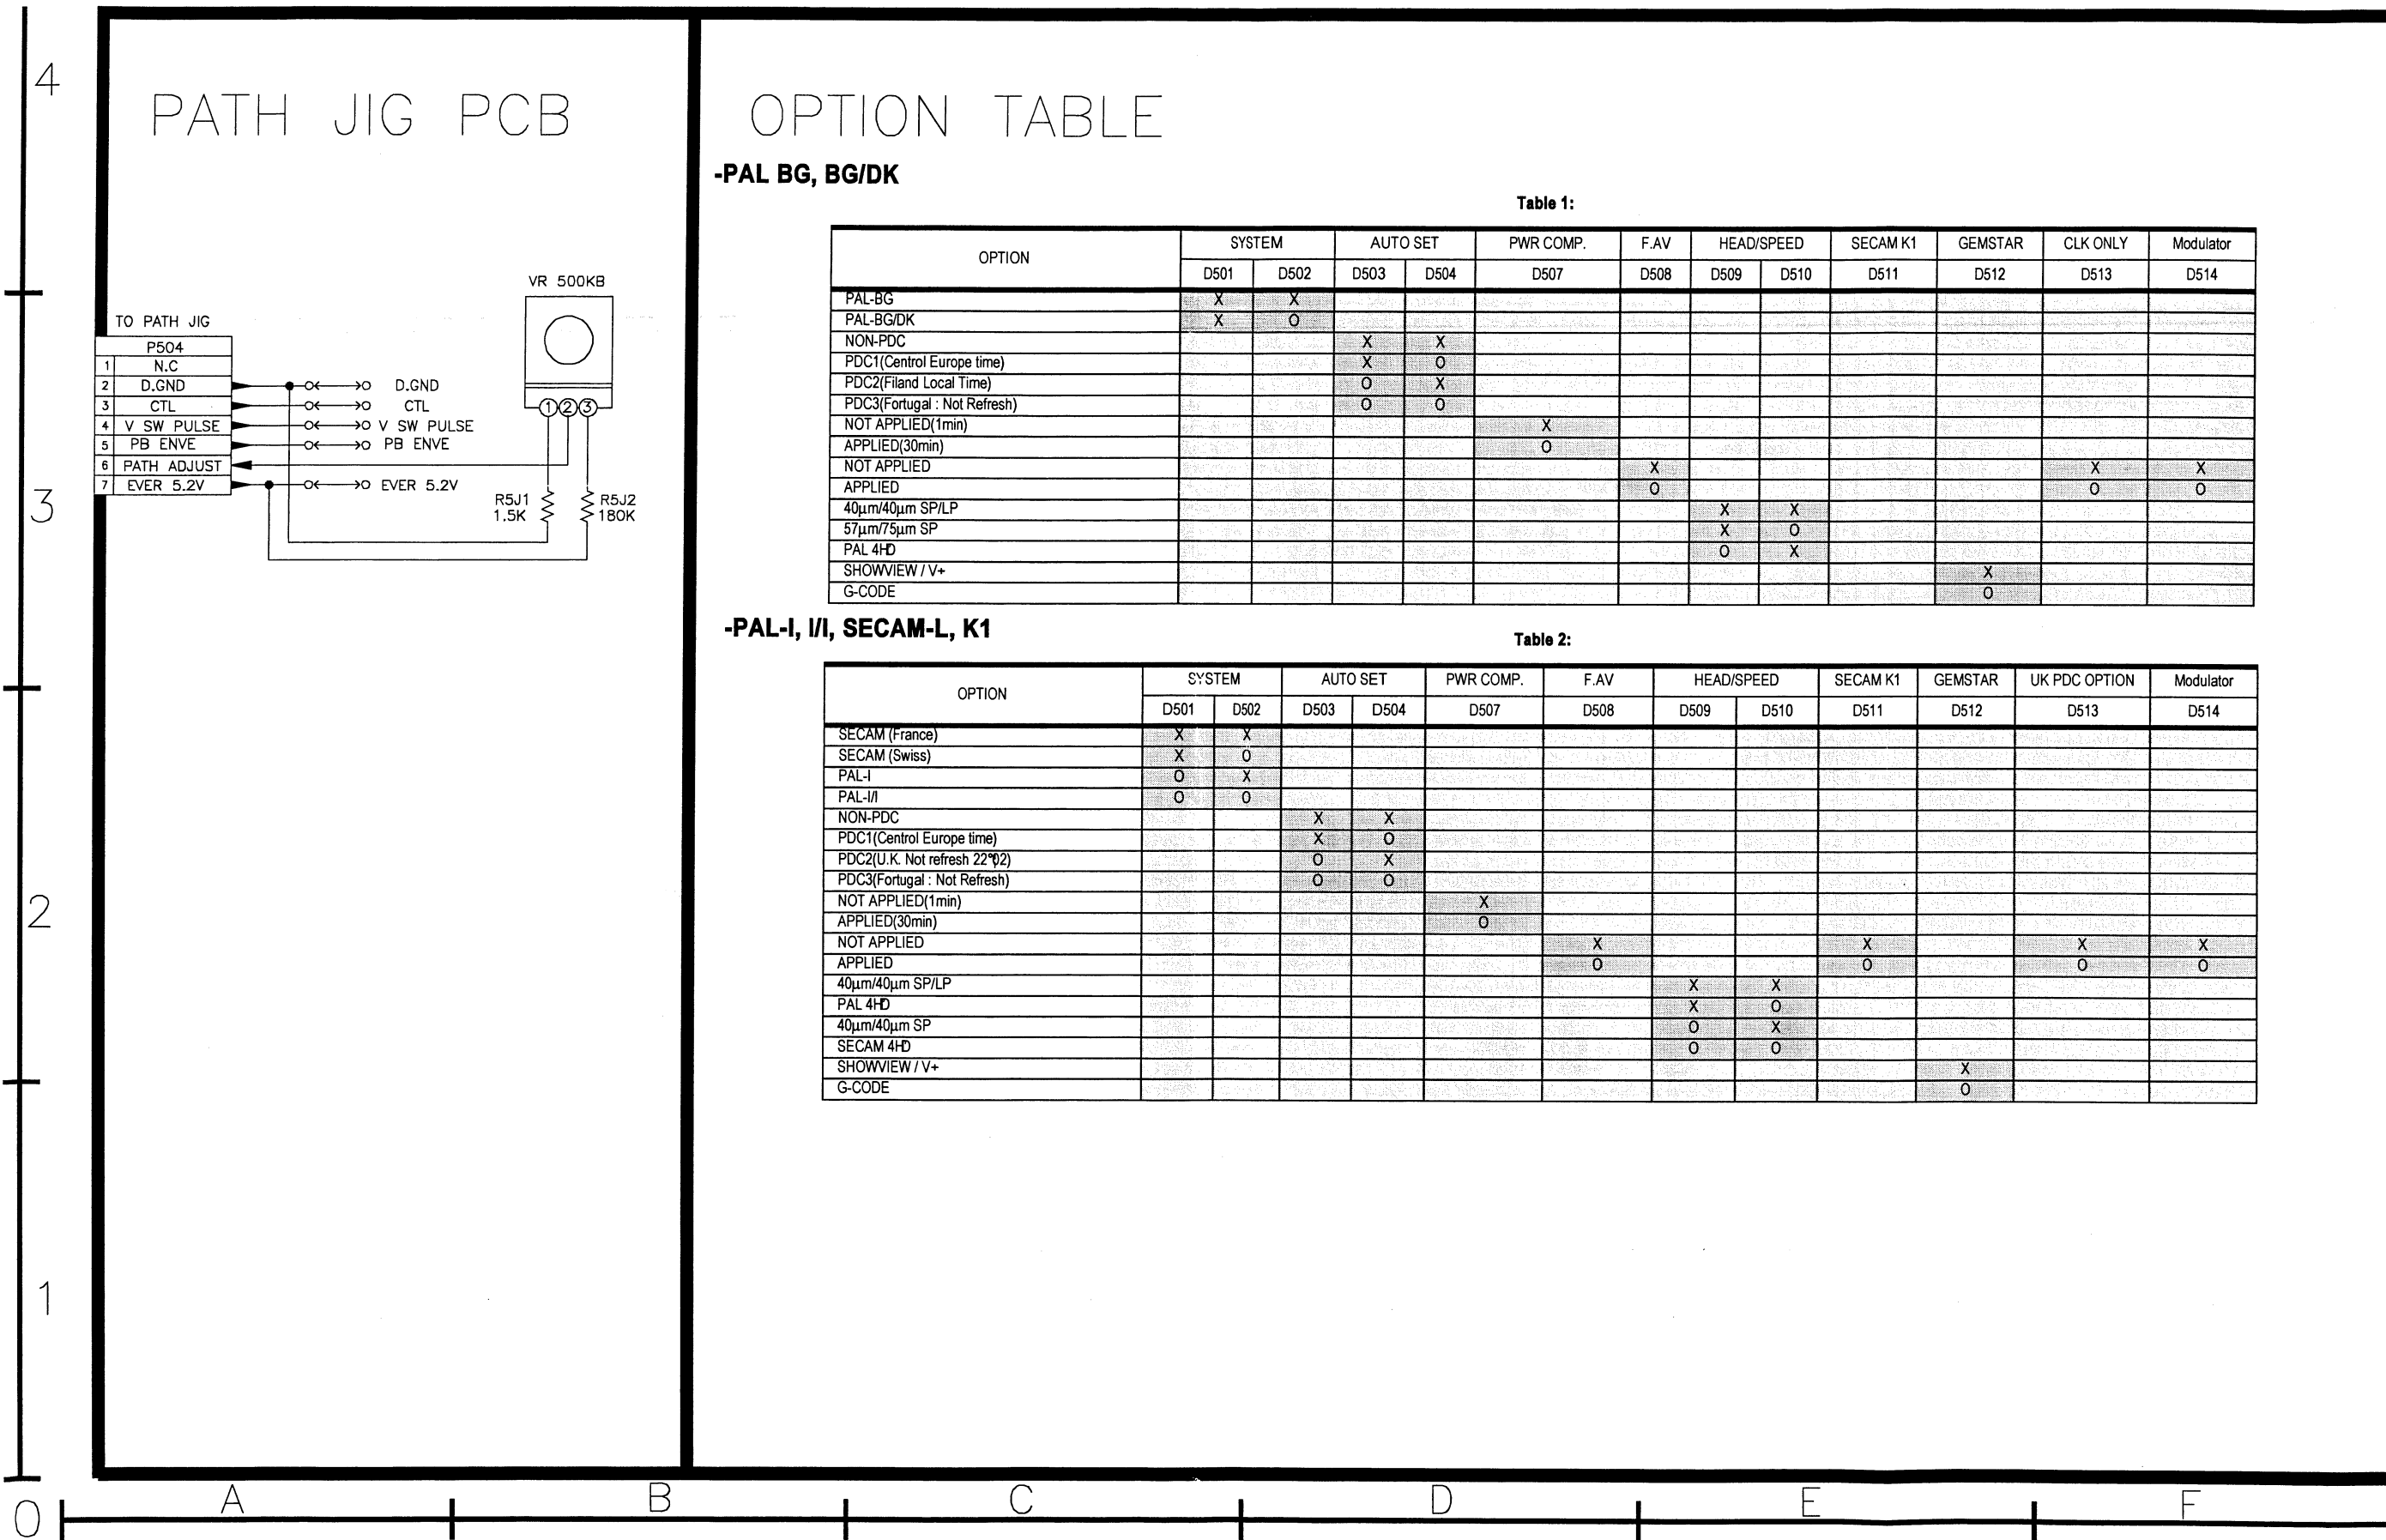 4
PATH JIG PCB
OPTION TABLE
-PAL BG, BG/DK
Table 1:
OPTION SYSTEM AUTO SET PWR COMP. F.AV HEAD/SPEED SECAM K1 GEMSTAR CLK ONLY Modulator
D501 D502 D503 D504 D507 D508 D509 D510 D511 D512 D513 D514
PAL-BG X X
PAL-BG/DK X O
NON-PDC X X
PDC1(Centrol Europe time) X O
PDC2(Filand Local Time) O X
PDC3(Fortugal : Not Refresh) O O
NOT APPLIED(1min) X
APPLIED(30min) O
NOT APPLIED X X X
APPLIED O O O
40µm/40µm SP/LP X X
57µm/75µm SP X O
PAL 4HD O X
SHOWVIEW / V+ X
G-CODE O
VR 500KB
1 2 3
TO PATH JIG
P504
1 N.C
2 D.GND D.GND
3 CTL CTL
4 V SW PULSE V SW PULSE
5 PB ENVE PB ENVE
6 PATH ADJUST
7 EVER 5.2V EVER 5.2V
R5J1
1.5K
R5J2
180K
3
-PAL-I, I/I, SECAM-L, K1
Table 2:
OPTION SYSTEM AUTO SET PWR COMP. F.AV HEAD/SPEED SECAM K1 GEMSTAR UK PDC OPTION Modulator
D501 D502 D503 D504 D507 D508 D509 D510 D511 D512 D513 D514
SECAM (France) X X
SECAM (Swiss) X O
PAL-I O X
PAL-I/I O O
NON-PDC X X
PDC1(Centrol Europe time) X O
PDC2(U.K. Not refresh ) O X
PDC3(Fortugal : Not Refresh) O O
NOT APPLIED(1min) X
APPLIED(30min) O
NOT APPLIED X X X X
APPLIED O O O O
40µm/40µm SP/LP X X
PAL 4HD X O
40µm/40µm SP O X
SECAM 4HD O O
SHOWVIEW / V+ X
G-CODE O
2
1
0
A B C D E F